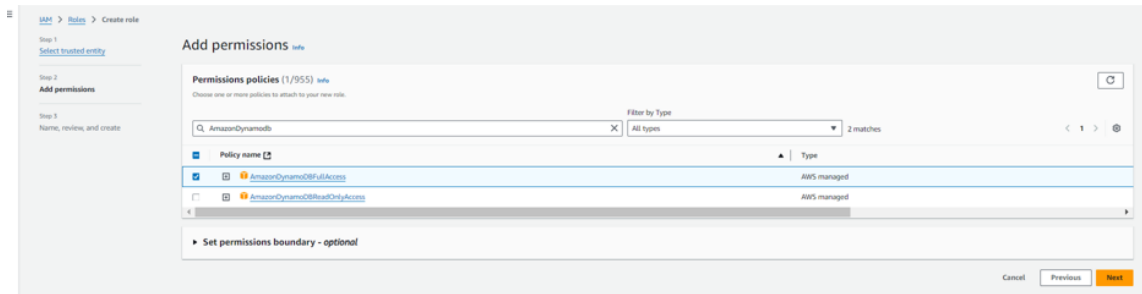 IAM > Roles > Create role
Step 1
Select trusted entity
Step 2
Add permissions
Step 3
Name, review, and create
Add permissions Info
Permissions policies (1/955) Info
Choose one or more policies to attach to your new role.
Filter by Type
AmazonDynamodb
All types
2 matches
1
Policy name
Type
AmazonDynamoDBFullAccess
AWS managed
AmazonDynamoDBReadOnlyAccess
AWS managed
Set permissions boundary - optional
Cancel
Previous
Next